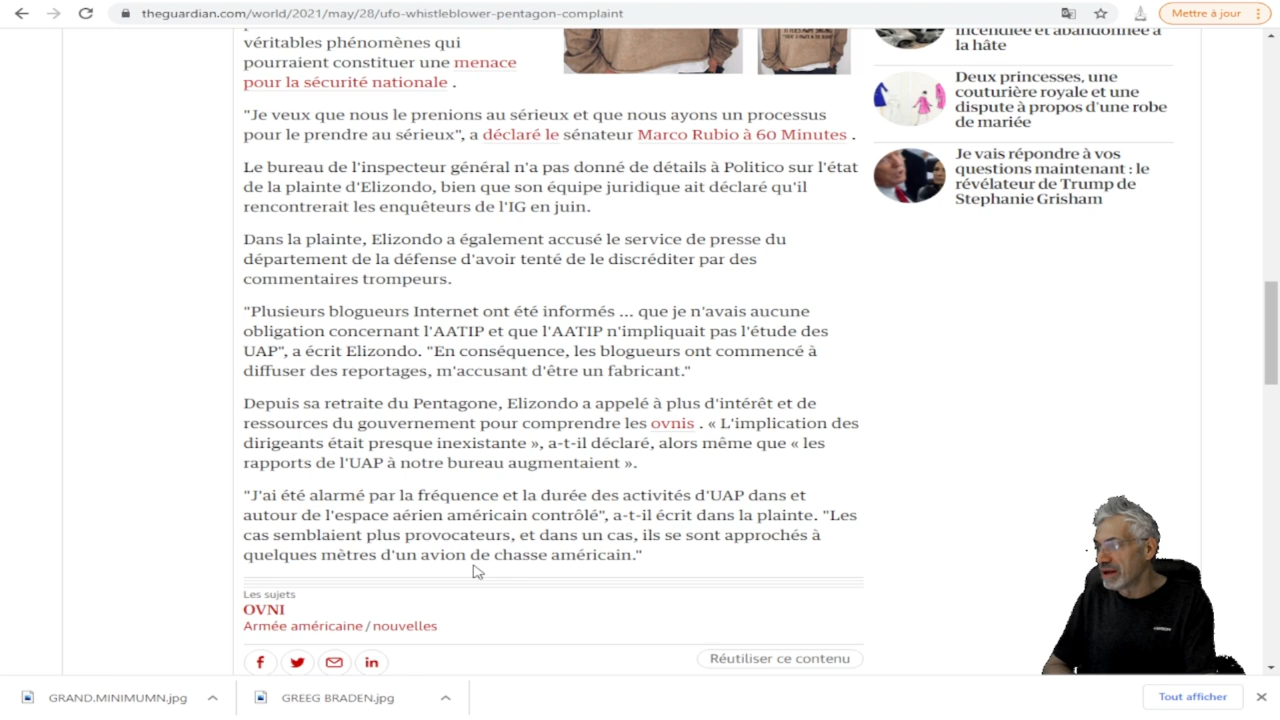 theguardian.com/world/2021/may/28/ufo-whistleblower-pentagon-complaint
Mettre à jour
véritables phénomènes qui
pourraient constituer une menace
pour la sécurité nationale .
"Je veux que nous le prenions au sérieux et que nous ayons un processus
pour le prendre au sérieux", a déclaré le sénateur Marco Rubio à 60 Minutes .
Le bureau de l'inspecteur général n'a pas donné de détails à Politico sur l'état
de la plainte d'Elizondo, bien que son équipe juridique ait déclaré qu'il
rencontrerait les enquêteurs de l'IG en juin.
Dans la plainte, Elizondo a également accusé le service de presse du
département de la défense d'avoir tenté de le discréditer par des
commentaires trompeurs.
"Plusieurs blogueurs Internet ont été informés ... que je n'avais aucune
obligation concernant l'AATIP et que l'AATIP n'impliquait pas l'étude des
UAP", a écrit Elizondo. "En conséquence, les blogueurs ont commencé à
diffuser des reportages, m'accusant d'être un fabricant."
Depuis sa retraite du Pentagone, Elizondo a appelé à plus d'intérêt et de
ressources du gouvernement pour comprendre les ovnis . « L'implication des
dirigeants était presque inexistante », a-t-il déclaré, alors même que « les
rapports de l'UAP à notre bureau augmentaient ».
"J'ai été alarmé par la fréquence et la durée des activités d'UAP dans et
autour de l'espace aérien américain contrôlé", a-t-il écrit dans la plainte. "Les
cas semblaient plus provocateurs, et dans un cas, ils se sont approchés à
quelques mètres d'un avion de chasse américain."
Les sujets
OVNI
Armée américaine / nouvelles
Réutiliser ce contenu
incendiée et abandonnée à
la hâte
Deux princesses, une
couturière royale et une
dispute à propos d'une robe
de mariée
Je vais répondre à vos
questions maintenant : le
révélateur de Trump de
Stephanie Grisham
GRAND.MINIMUMN.jpg
GREEG BRADEN.jpg
Tout afficher